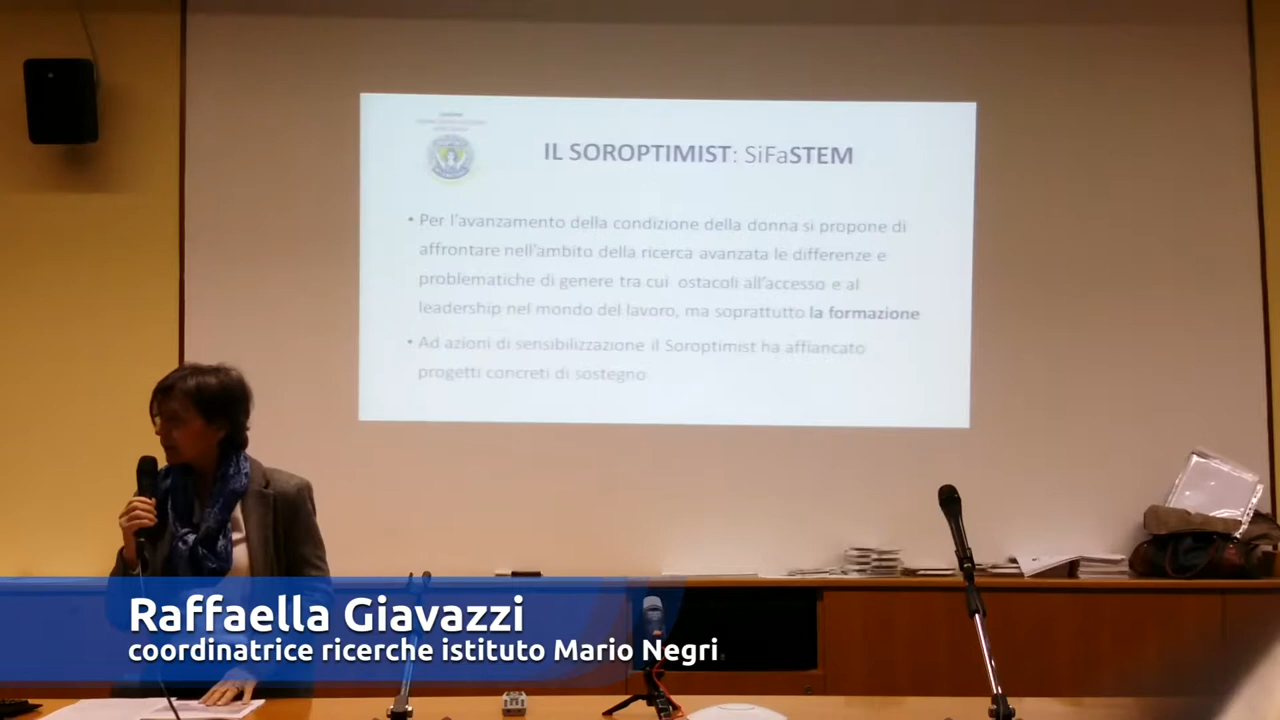 IL SOROPTIMIST: SiFaSTEM
• Per l'avanzamento della condizione della donna si propone di
affrontare nell'ambito della ricerca avanzata le differenze e
problematiche di genere tra cui ostacoli all'accesso e al
leadership nel mondo del lavoro, ma soprattutto la formazione
• Ad azioni di sensibilizzazione il Soroptimist ha affiancato
progetti concreti di sostegno
Raffaella Giavazzi
coordinatrice ricerche istituto Mario Negri